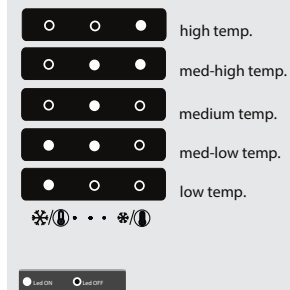 high temp.
med-high temp.
medium temp.
med-low temp.
low temp.
Led ON Led OFF